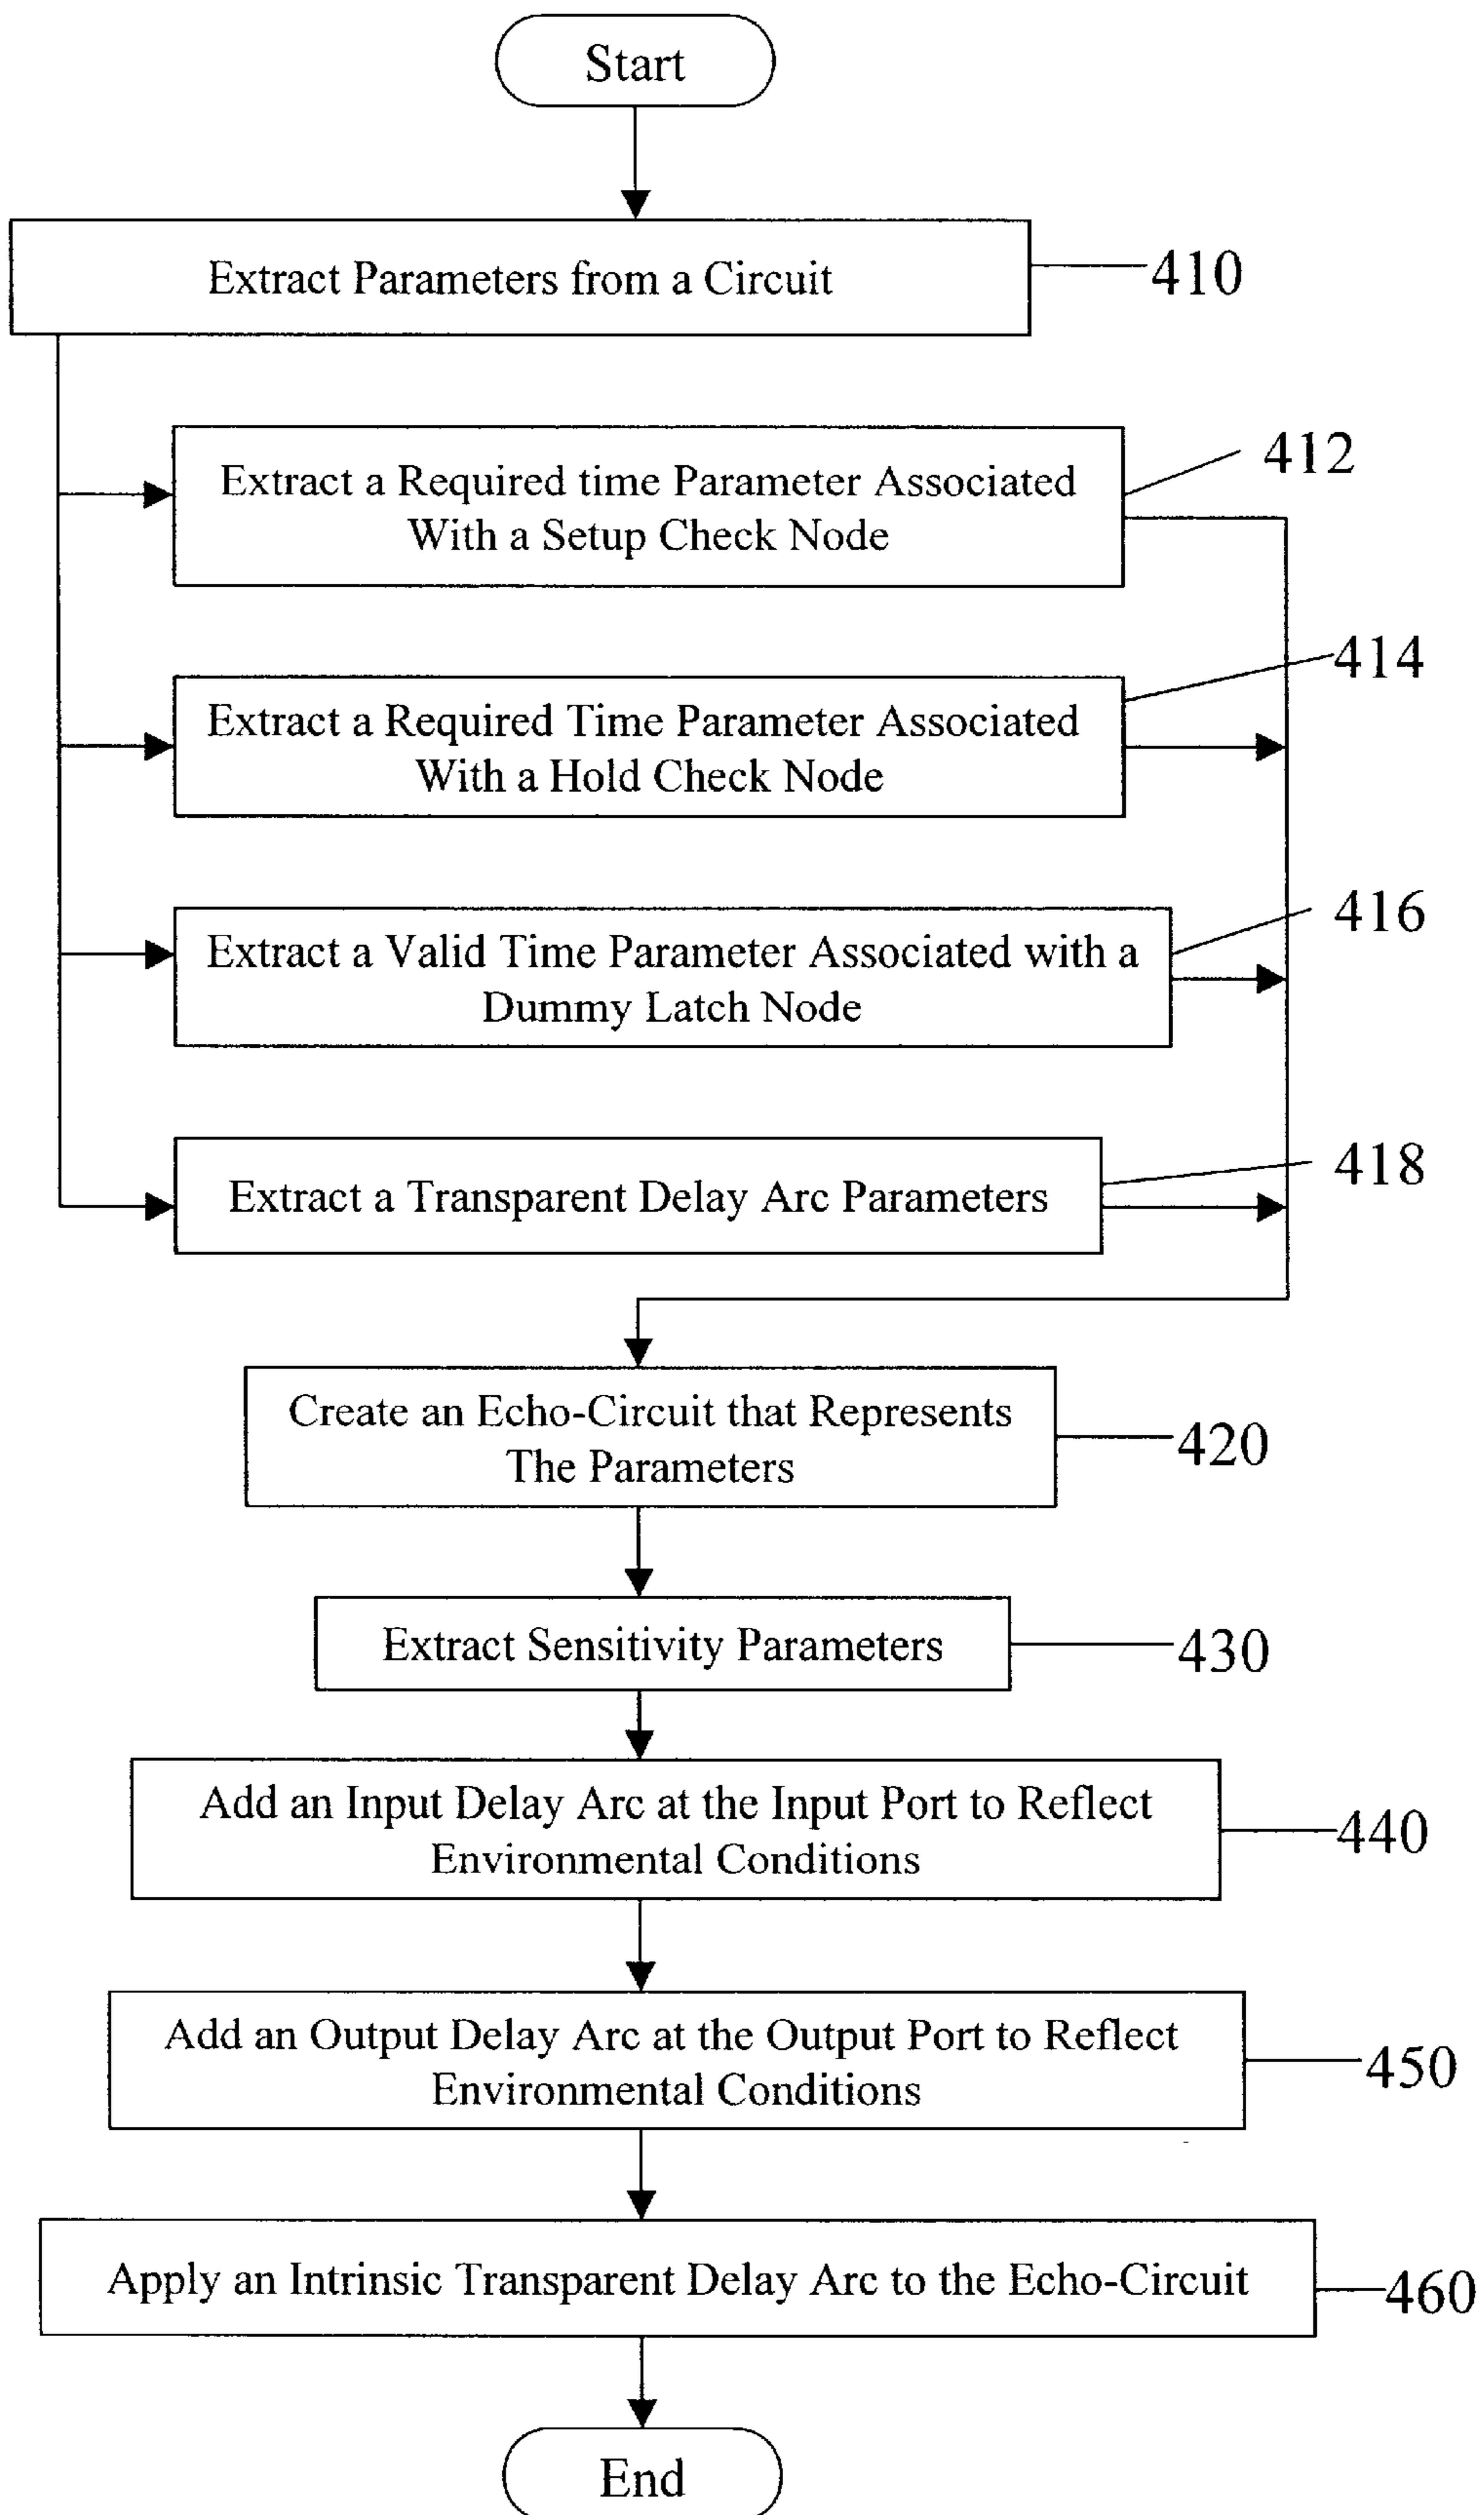 Start
Extract Parameters from a Circuit
410
Extract a Required time Parameter Associated
With a Setup Check Node
412
Extract a Required Time Parameter Associated
With a Hold Check Node
414
Extract a Valid Time Parameter Associated with a
Dummy Latch Node
416
Extract a Transparent Delay Arc Parameters
418
Create an Echo-Circuit that Represents
The Parameters
420
Extract Sensitivity Parameters
430
Add an Input Delay Arc at the Input Port to Reflect
Environmental Conditions
440
Add an Output Delay Arc at the Output Port to Reflect
Environmental Conditions
450
Apply an Intrinsic Transparent Delay Arc to the Echo-Circuit
460
End